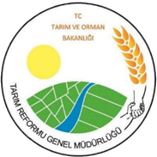 TC
TARIM VE ORMAN
BAKANLIĞI
TARIM REFORMU GENEL MÜDÜRLÜĞÜ